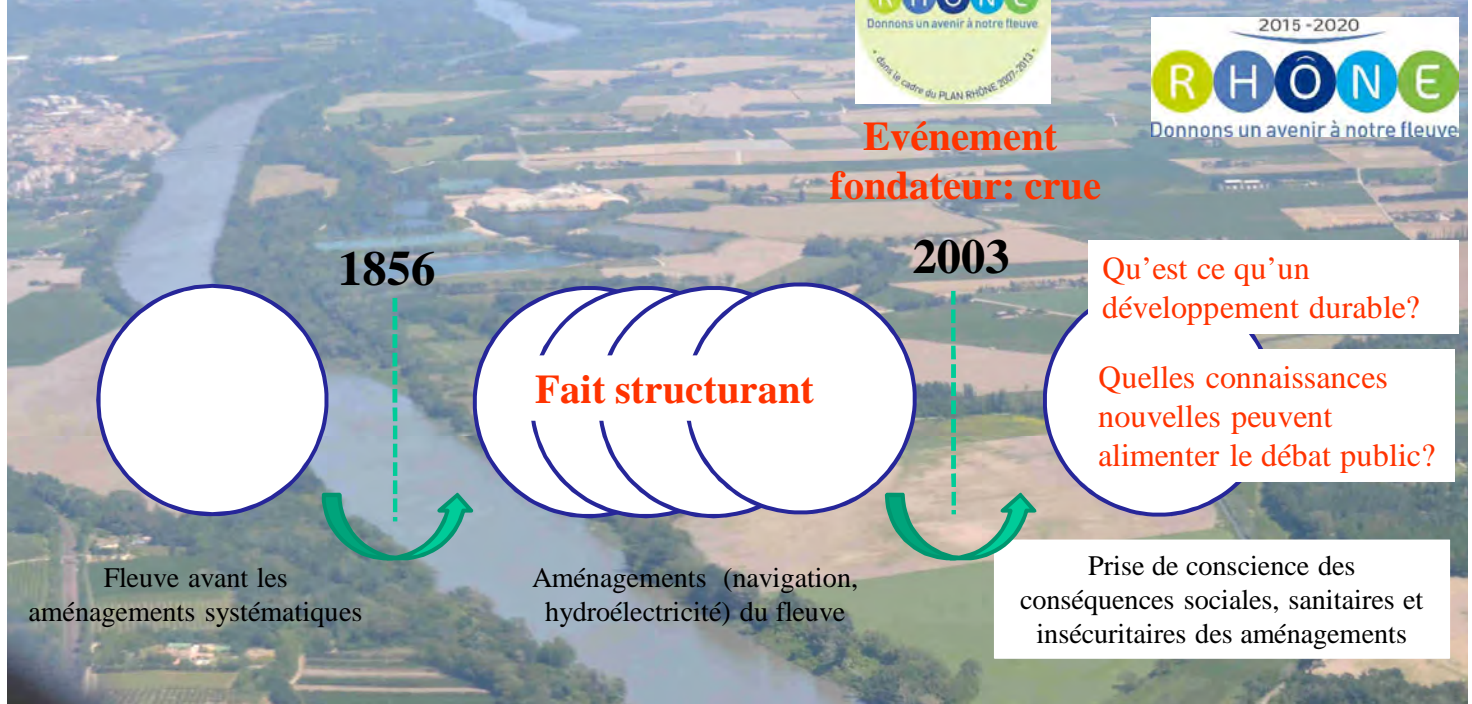 RHÔNE
Donnons un avenir à notre fleuve
• dans le cadre du PLAN RHÔNE 2007-2013 •
2015-2020
RHÔNE
Donnons un avenir à notre fleuve
Evénement
fondateur: crue
1856
2003
Qu’est ce qu’un
développement durable?
Quelles connaissances
nouvelles peuvent
alimenter le débat public?
Fait structurant
Fleuve avant les
aménagements systématiques
Aménagements (navigation,
hydroélectricité) du fleuve
Prise de conscience des
conséquences sociales, sanitaires et
insécuritaires des aménagements